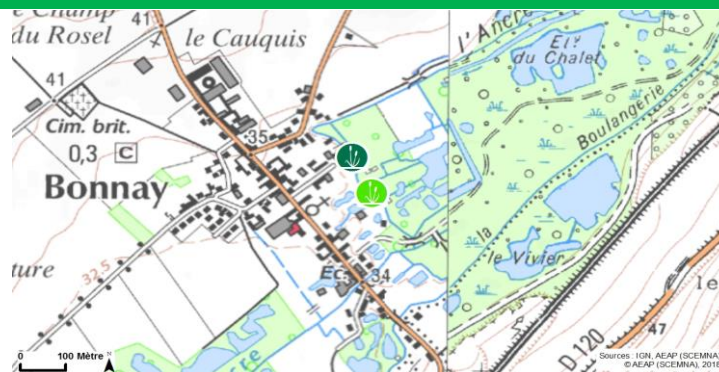 le Champ
du Rosel
41
le Cauquis
l'Ancre
Et.g
du Chalet
41
Cim. brit.
0,3 C
35
Boulangerie
Bonnay
la
le Vivier
ture
32,5
Ec.
34
le
D 120
47
0 100 Mètre N
Sources : IGN, AEAP (SCEMNA)
©AEAP (SCEMNA), 2018